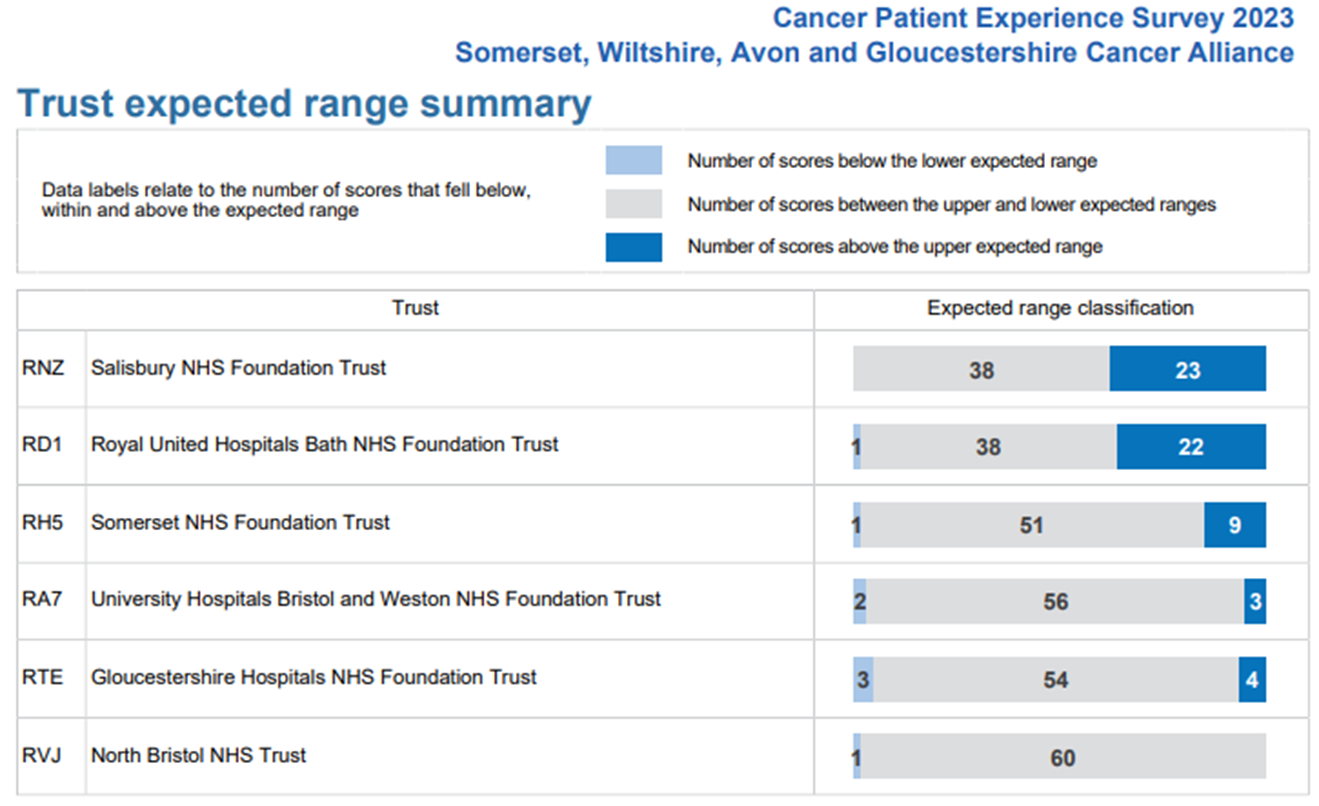 Cancer Patient Experience Survey 2023
Somerset, Wiltshire, Avon and Gloucestershire Cancer Alliance
Trust expected range summary
Data labels relate to the number of scores that fell below,
within and above the expected range
Number of scores below the lower expected range
Number of scores between the upper and lower expected ranges
Number of scores above the upper expected range
Trust Expected range classification
RNZ Salisbury NHS Foundation Trust 38 23
RD1 Royal United Hospitals Bath NHS Foundation Trust 1 38 22
RH5 Somerset NHS Foundation Trust 1 51 9
RA7 University Hospitals Bristol and Weston NHS Foundation Trust 2 56 3
RTE Gloucestershire Hospitals NHS Foundation Trust 3 54 4
RVJ North Bristol NHS Trust 1 60